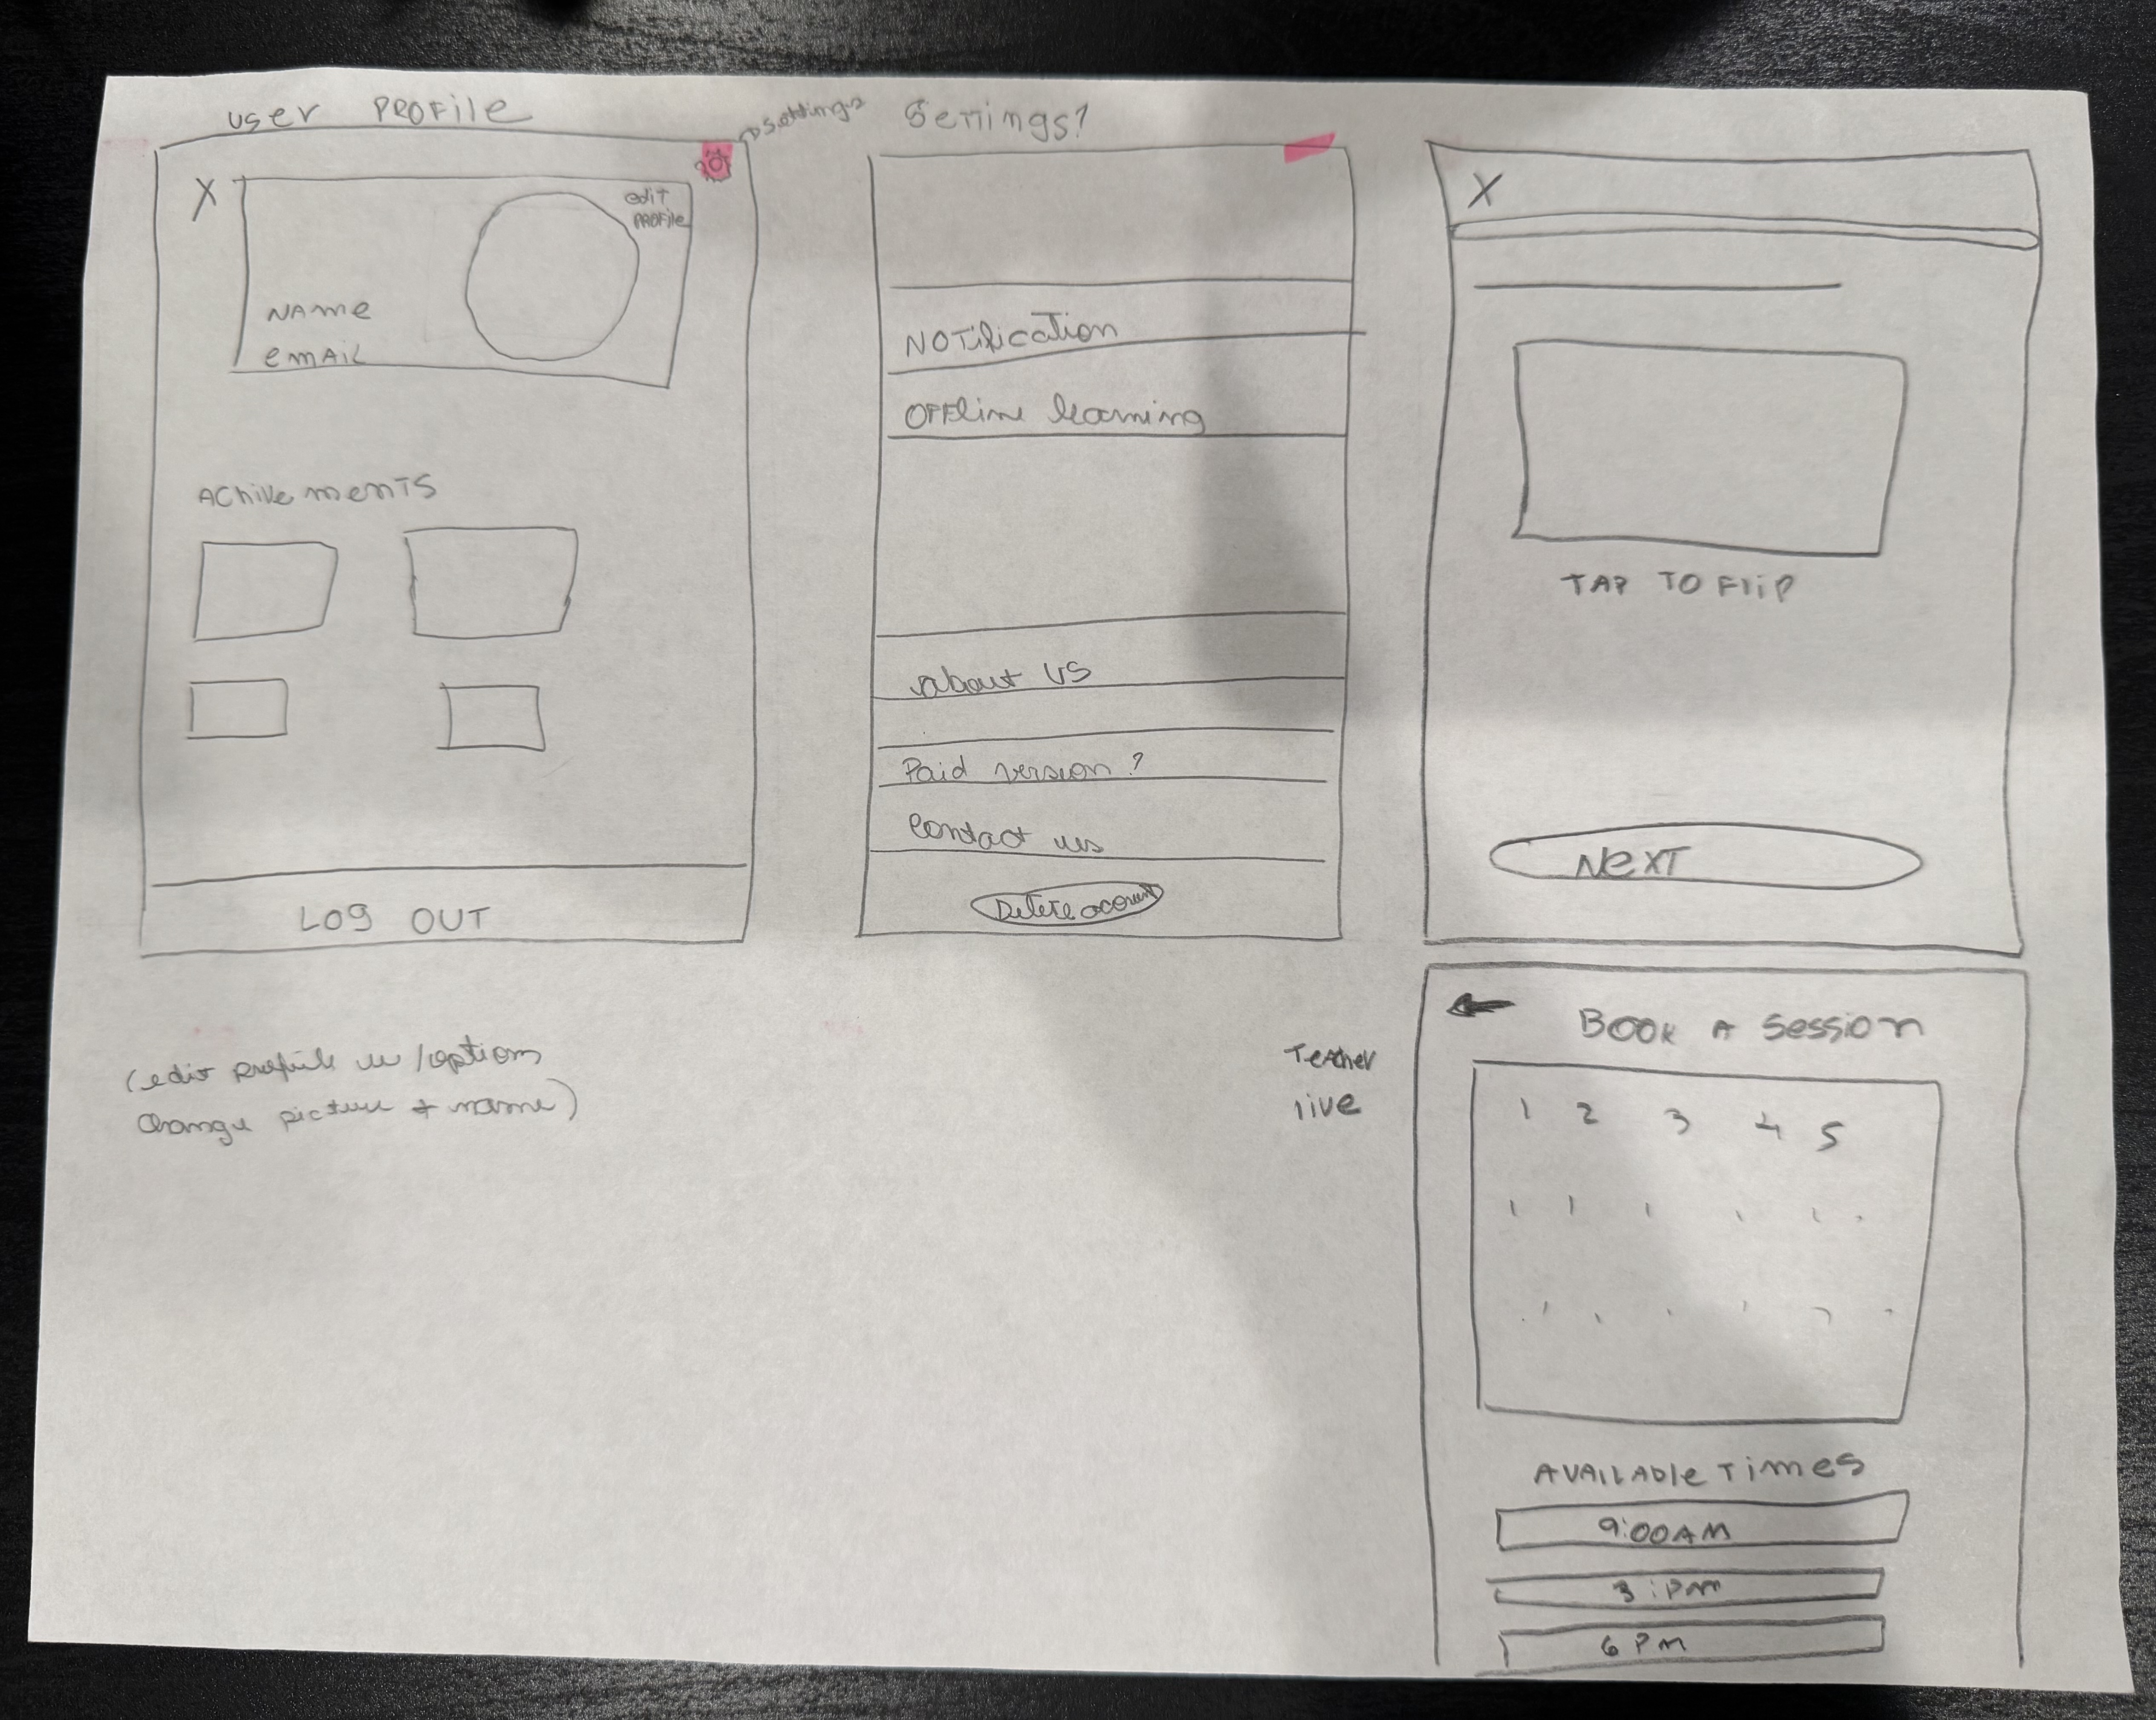 User PROFile
Settings
X
edit
PROFile
NAme
emAiL
AChivements
LOg OUT
(edit profile w/options
change picture + name)
Settings?
NOTification
OFFline learning
about US
Paid version?
contact us
Delete account
X
TAP TO FliP
NeXT
Teacher
live
BOOK A Session
1 2 3 4 5
AVAILABle Times
9:00AM
3:PM
6 PM